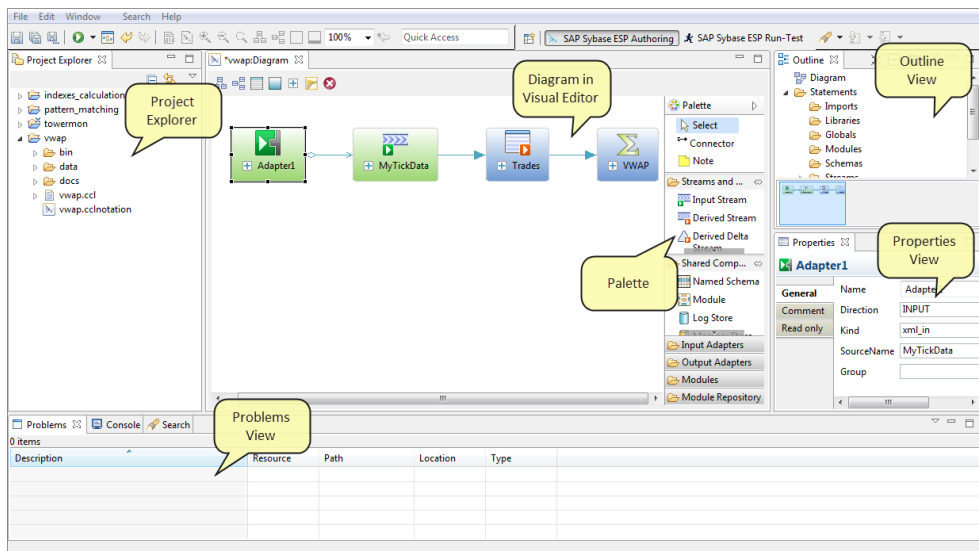 File Edit Window Search Help
100% Quick Access SAP Sybase ESP Authoring SAP Sybase ESP Run-Test
Project Explorer
indexes_calculation
pattern_matching
towermon
vwap
bin
data
docs
vwap.ccl
vwap.cclnotation
Project
Explorer
*vwap:Diagram
Adapter1
MyTickData
Trades
VWAP
Diagram in
Visual Editor
Palette
Select
Connector
Note
Streams and ...
Input Stream
Derived Stream
Derived Delta
Stream
Shared Comp...
Named Schema
Module
Log Store
Input Adapters
Output Adapters
Modules
Module Repository
Palette
Outline
Diagram
Statements
Imports
Libraries
Globals
Modules
Schemas
Streams
Outline
View
Properties
Adapter1
General
Comment
Read only
Name
Direction INPUT
Kind xml_in
SourceName MyTickData
Group
Properties
View
Problems Console Search
0 items
Description Resource Path Location Type
Problems
View